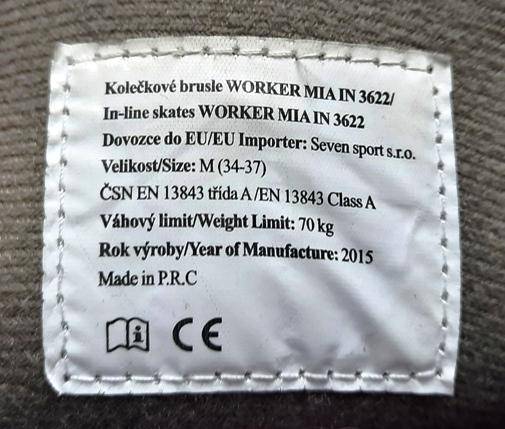 Kolečkové brusle WORKER MIA IN 3622/
In-line skates WORKER MIA IN 3622
Dovozce do EU/EU Importer: Seven sport s.r.o.
Velikost/Size: M (34-37)
ČSN EN 13843 třída A /EN 13843 Class A
Váhový limit/Weight Limit: 70 kg
Rok výroby/Year of Manufacture: 2015
Made in P.R.C
i CE